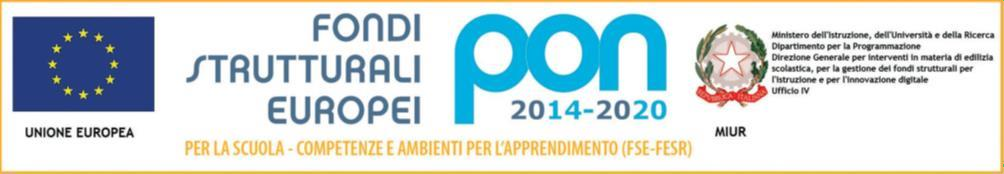 UNIONE EUROPEA
FONDI
STRUTTURALI
EUROPEI
pon
2014-2020
PER LA SCUOLA - COMPETENZE E AMBIENTI PER L'APPRENDIMENTO (FSE-FESR)
REPVBBLICA ITALIANA
MIUR
Ministero dell'Istruzione, dell'Università e della Ricerca
Dipartimento per la Programmazione
Direzione Generale per interventi in materia di edilizia
scolastica, per la gestione dei fondi strutturali per
l'istruzione e per l'innovazione digitale
Ufficio IV